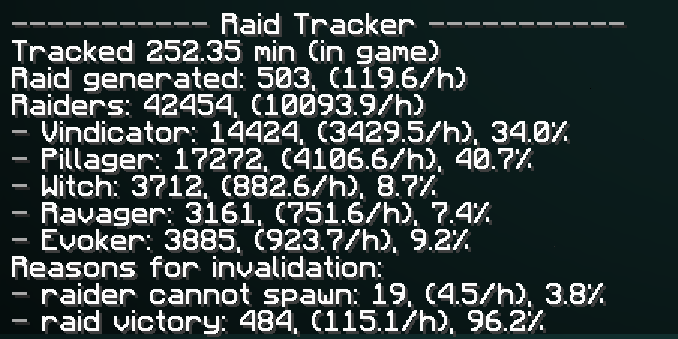 ----------- Raid Tracker -----------
Tracked 252.35 min (in game)
Raid generated: 503, (119.6/h)
Raiders: 42454, (10093.9/h)
- Vindicator: 14424, (3429.5/h), 34.0%
- Pillager: 17272, (4106.6/h), 40.7%
- Witch: 3712, (882.6/h), 8.7%
- Ravager: 3161, (751.6/h), 7.4%
- Evoker: 3885, (923.7/h), 9.2%
Reasons for invalidation:
- raider cannot spawn: 19, (4.5/h), 3.8%
- raid victory: 484, (115.1/h), 96.2%